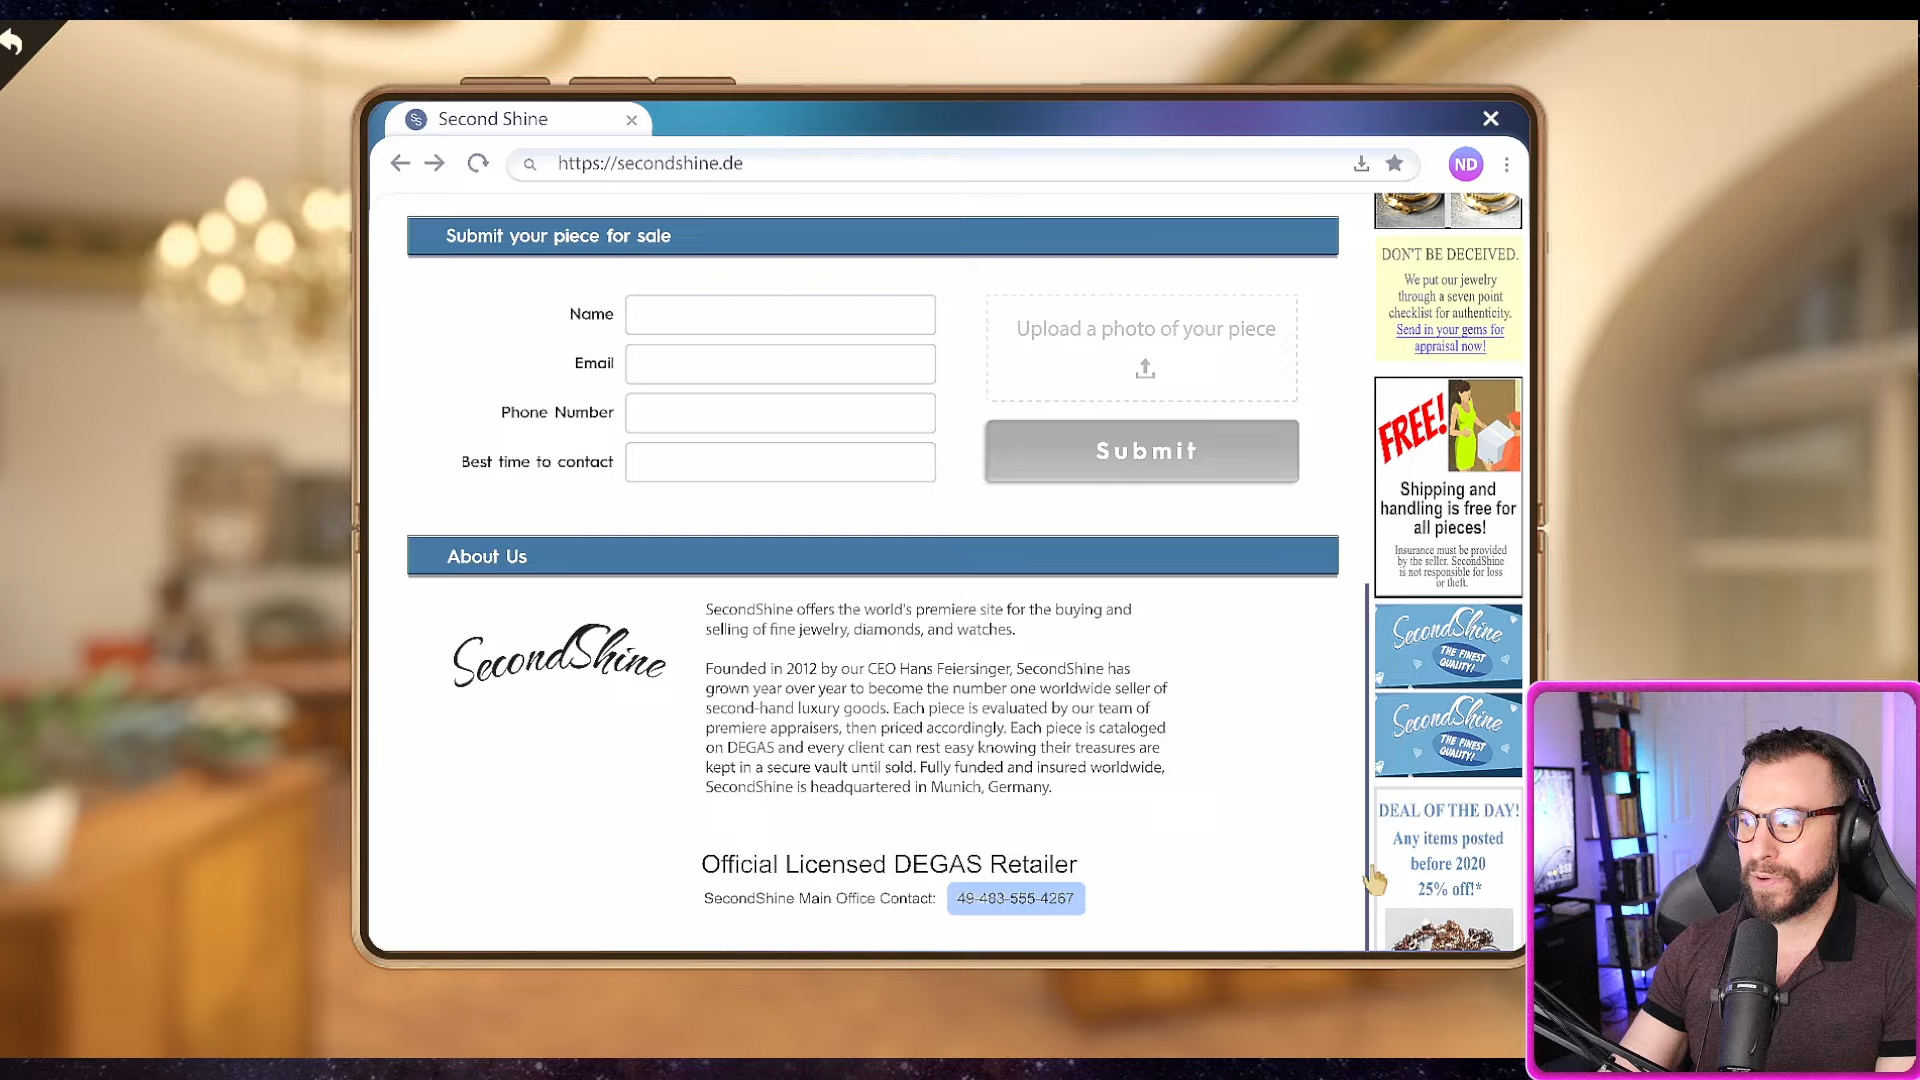 SS
Second Shine
https://secondshine.de
ND
Submit your piece for sale
Name
Email
Phone Number
Best time to contact
Upload a photo of your piece
Submit
About Us
SecondShine
SecondShine offers the world's premiere site for the buying and
selling of fine jewelry, diamonds, and watches.
Founded in 2012 by our CEO Hans Feiersinger, SecondShine has
grown year over year to become the number one worldwide seller of
second-hand luxury goods. Each piece is evaluated by our team of
premiere appraisers, then priced accordingly. Each piece is cataloged
on DEGAS and every client can rest easy knowing their treasures are
kept in a secure vault until sold. Fully funded and insured worldwide,
SecondShine is headquartered in Munich, Germany.
Official Licensed DEGAS Retailer
SecondShine Main Office Contact: 49-483-555-4267
DON'T BE DECEIVED.
We put our jewelry
through a seven point
checklist for authenticity.
Send in your gems for
appraisal now!
FREE!
Shipping and
handling is free for
all pieces!
Insurance must be provided
by the seller. SecondShine
is not responsible for loss
or theft.
SecondShine
THE FINEST
QUALITY!
SecondShine
THE FINEST
QUALITY!
DEAL OF THE DAY!
Any items posted
before 2020
25% off!*